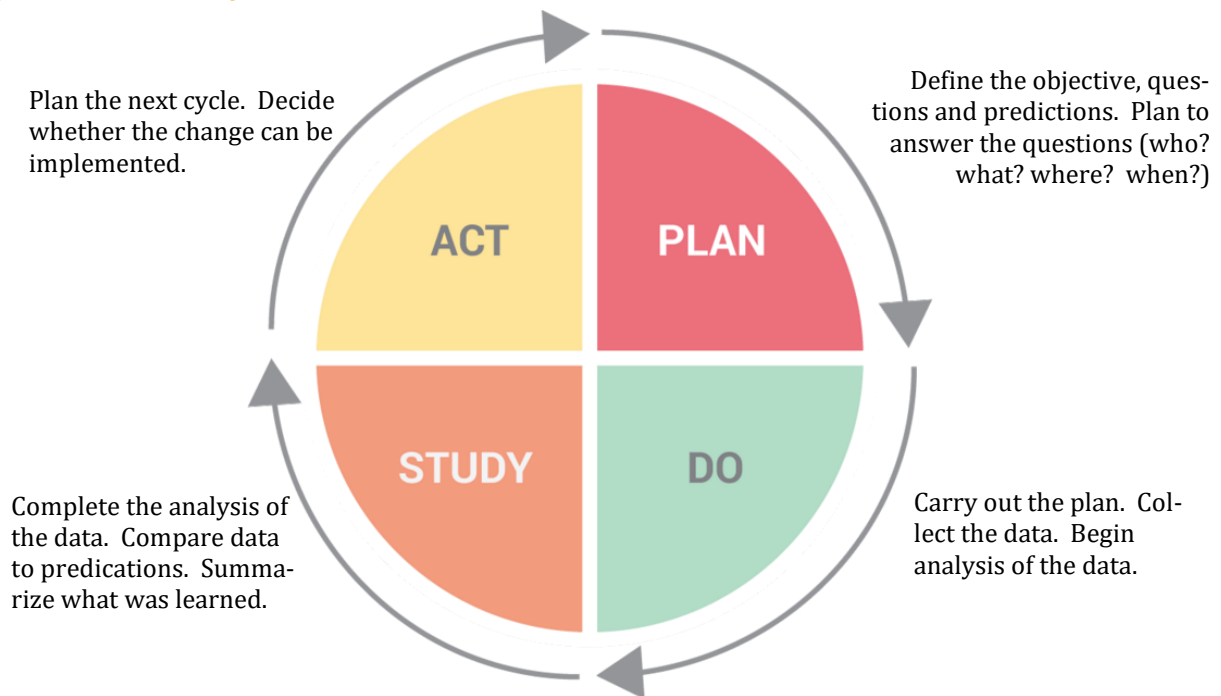 Plan the next cycle.  Decide
whether the change can be
implemented.
Define the objective, ques-
tions and predictions.  Plan to
answer the questions (who?
what? where?  when?)
ACT
PLAN
STUDY
DO
Complete the analysis of
the data.  Compare data
to predications.  Summa-
rize what was learned.
Carry out the plan.  Col-
lect the data.  Begin
analysis of the data.